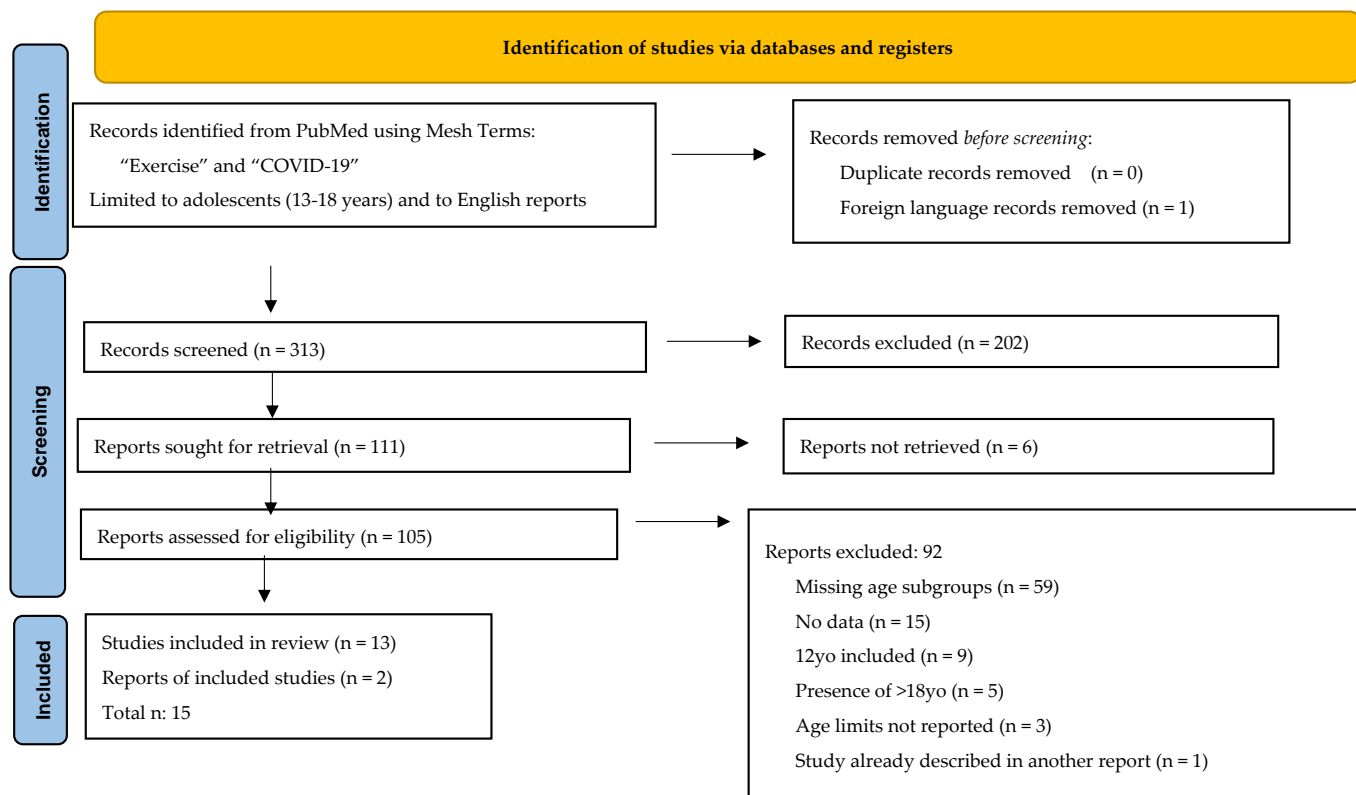 Identification of studies via databases and registers
Identification
Records identified from PubMed using Mesh Terms:
“Exercise” and “COVID-19”
Limited to adolescents (13-18 years) and to English reports
Records removed before screening:
Duplicate records removed (n = 0)
Foreign language records removed (n = 1)
Screening
Records screened (n = 313)
Records excluded (n = 202)
Reports sought for retrieval (n = 111)
Reports not retrieved (n = 6)
Reports assessed for eligibility (n = 105)
Reports excluded: 92
Missing age subgroups (n = 59)
No data (n = 15)
12yo included (n = 9)
Presence of >18yo (n = 5)
Age limits not reported (n = 3)
Study already described in another report (n = 1)
Included
Studies included in review (n = 13)
Reports of included studies (n = 2)
Total n: 15